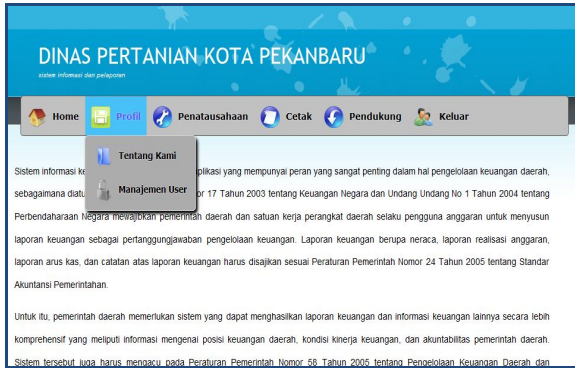 DINAS PERTANIAN KOTA PEKANBARU
sistem informasi dan pelaporan
Home Profil Penatausahaan Cetak Pendukung Keluar
Tentang Kami
Manajemen User
Sistem informasi ke plikasi yang mempunyai peran yang sangat penting dalam hal pengelolaan keuangan daerah,
sebagaimana diatu or 17 Tahun 2003 tentang Keuangan Negara dan Undang Undang No 1 Tahun 2004 tentang
Perbendaharaan Negara mewajibkan pemerintah daerah dan satuan kerja perangkat daerah selaku pengguna anggaran untuk menyusun
laporan keuangan sebagai pertanggungjawaban pengelolaan keuangan. Laporan keuangan berupa neraca, laporan realisasi anggaran,
laporan arus kas, dan catatan atas laporan keuangan harus disajikan sesuai Peraturan Pemerintah Nomor 24 Tahun 2005 tentang Standar
Akuntansi Pemerintahan.
Untuk itu, pemerintah daerah memerlukan sistem yang dapat menghasilkan laporan keuangan dan informasi keuangan lainnya secara lebih
komprehensif yang meliputi informasi mengenai posisi keuangan daerah, kondisi kinerja keuangan, dan akuntabilitas pemerintah daerah.
Sistem tersebut juga harus mengacu pada Peraturan Pemerintah Nomor 58 Tahun 2005 tentang Pengelolaan Keuangan Daerah dan